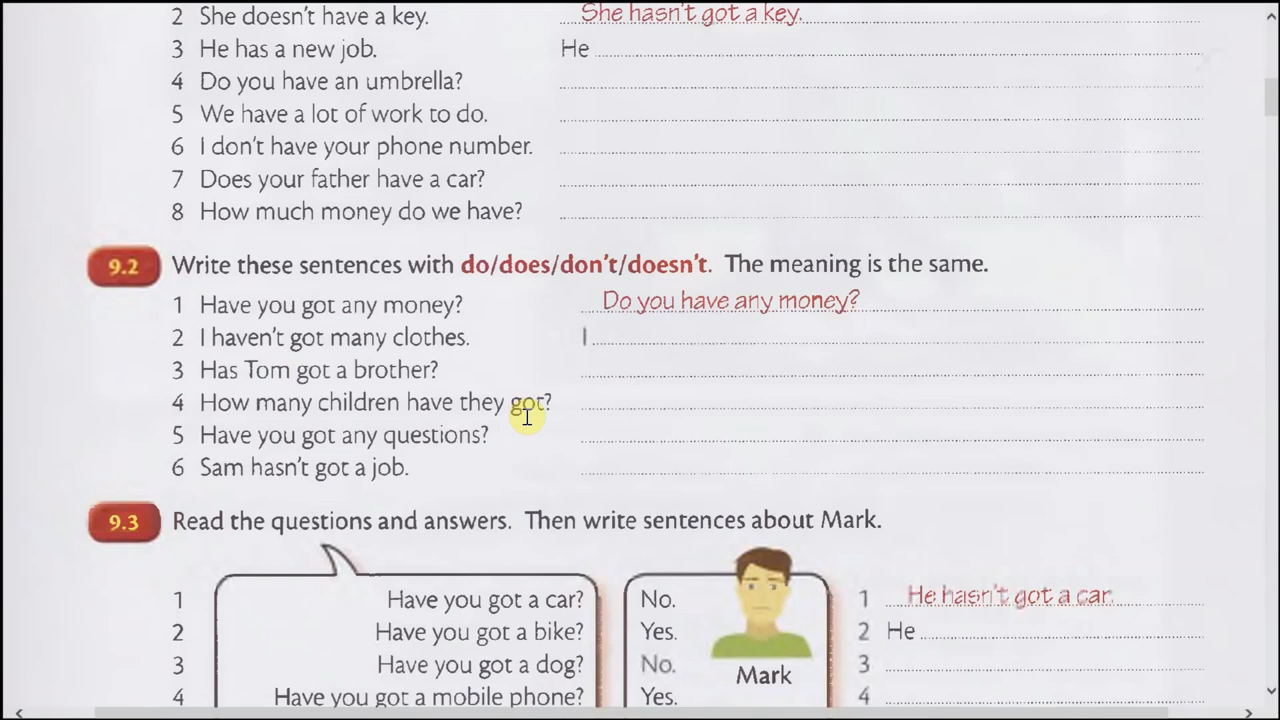 2 She doesn't have a key. She hasn't got a key.
3 He has a new job. He
4 Do you have an umbrella?
5 We have a lot of work to do.
6 I don't have your phone number.
7 Does your father have a car?
8 How much money do we have?
9.2 Write these sentences with do/does/don't/doesn't. The meaning is the same.
1 Have you got any money? Do you have any money?
2 I haven't got many clothes. I
3 Has Tom got a brother?
4 How many children have they got?
5 Have you got any questions?
6 Sam hasn't got a job.
9.3 Read the questions and answers. Then write sentences about Mark.
1 Have you got a car? No. 1 He hasn't got a car.
2 Have you got a bike? Yes. 2 He
3 Have you got a dog? No. 3
Mark
4 Have you got a mobile phone? Yes. 4